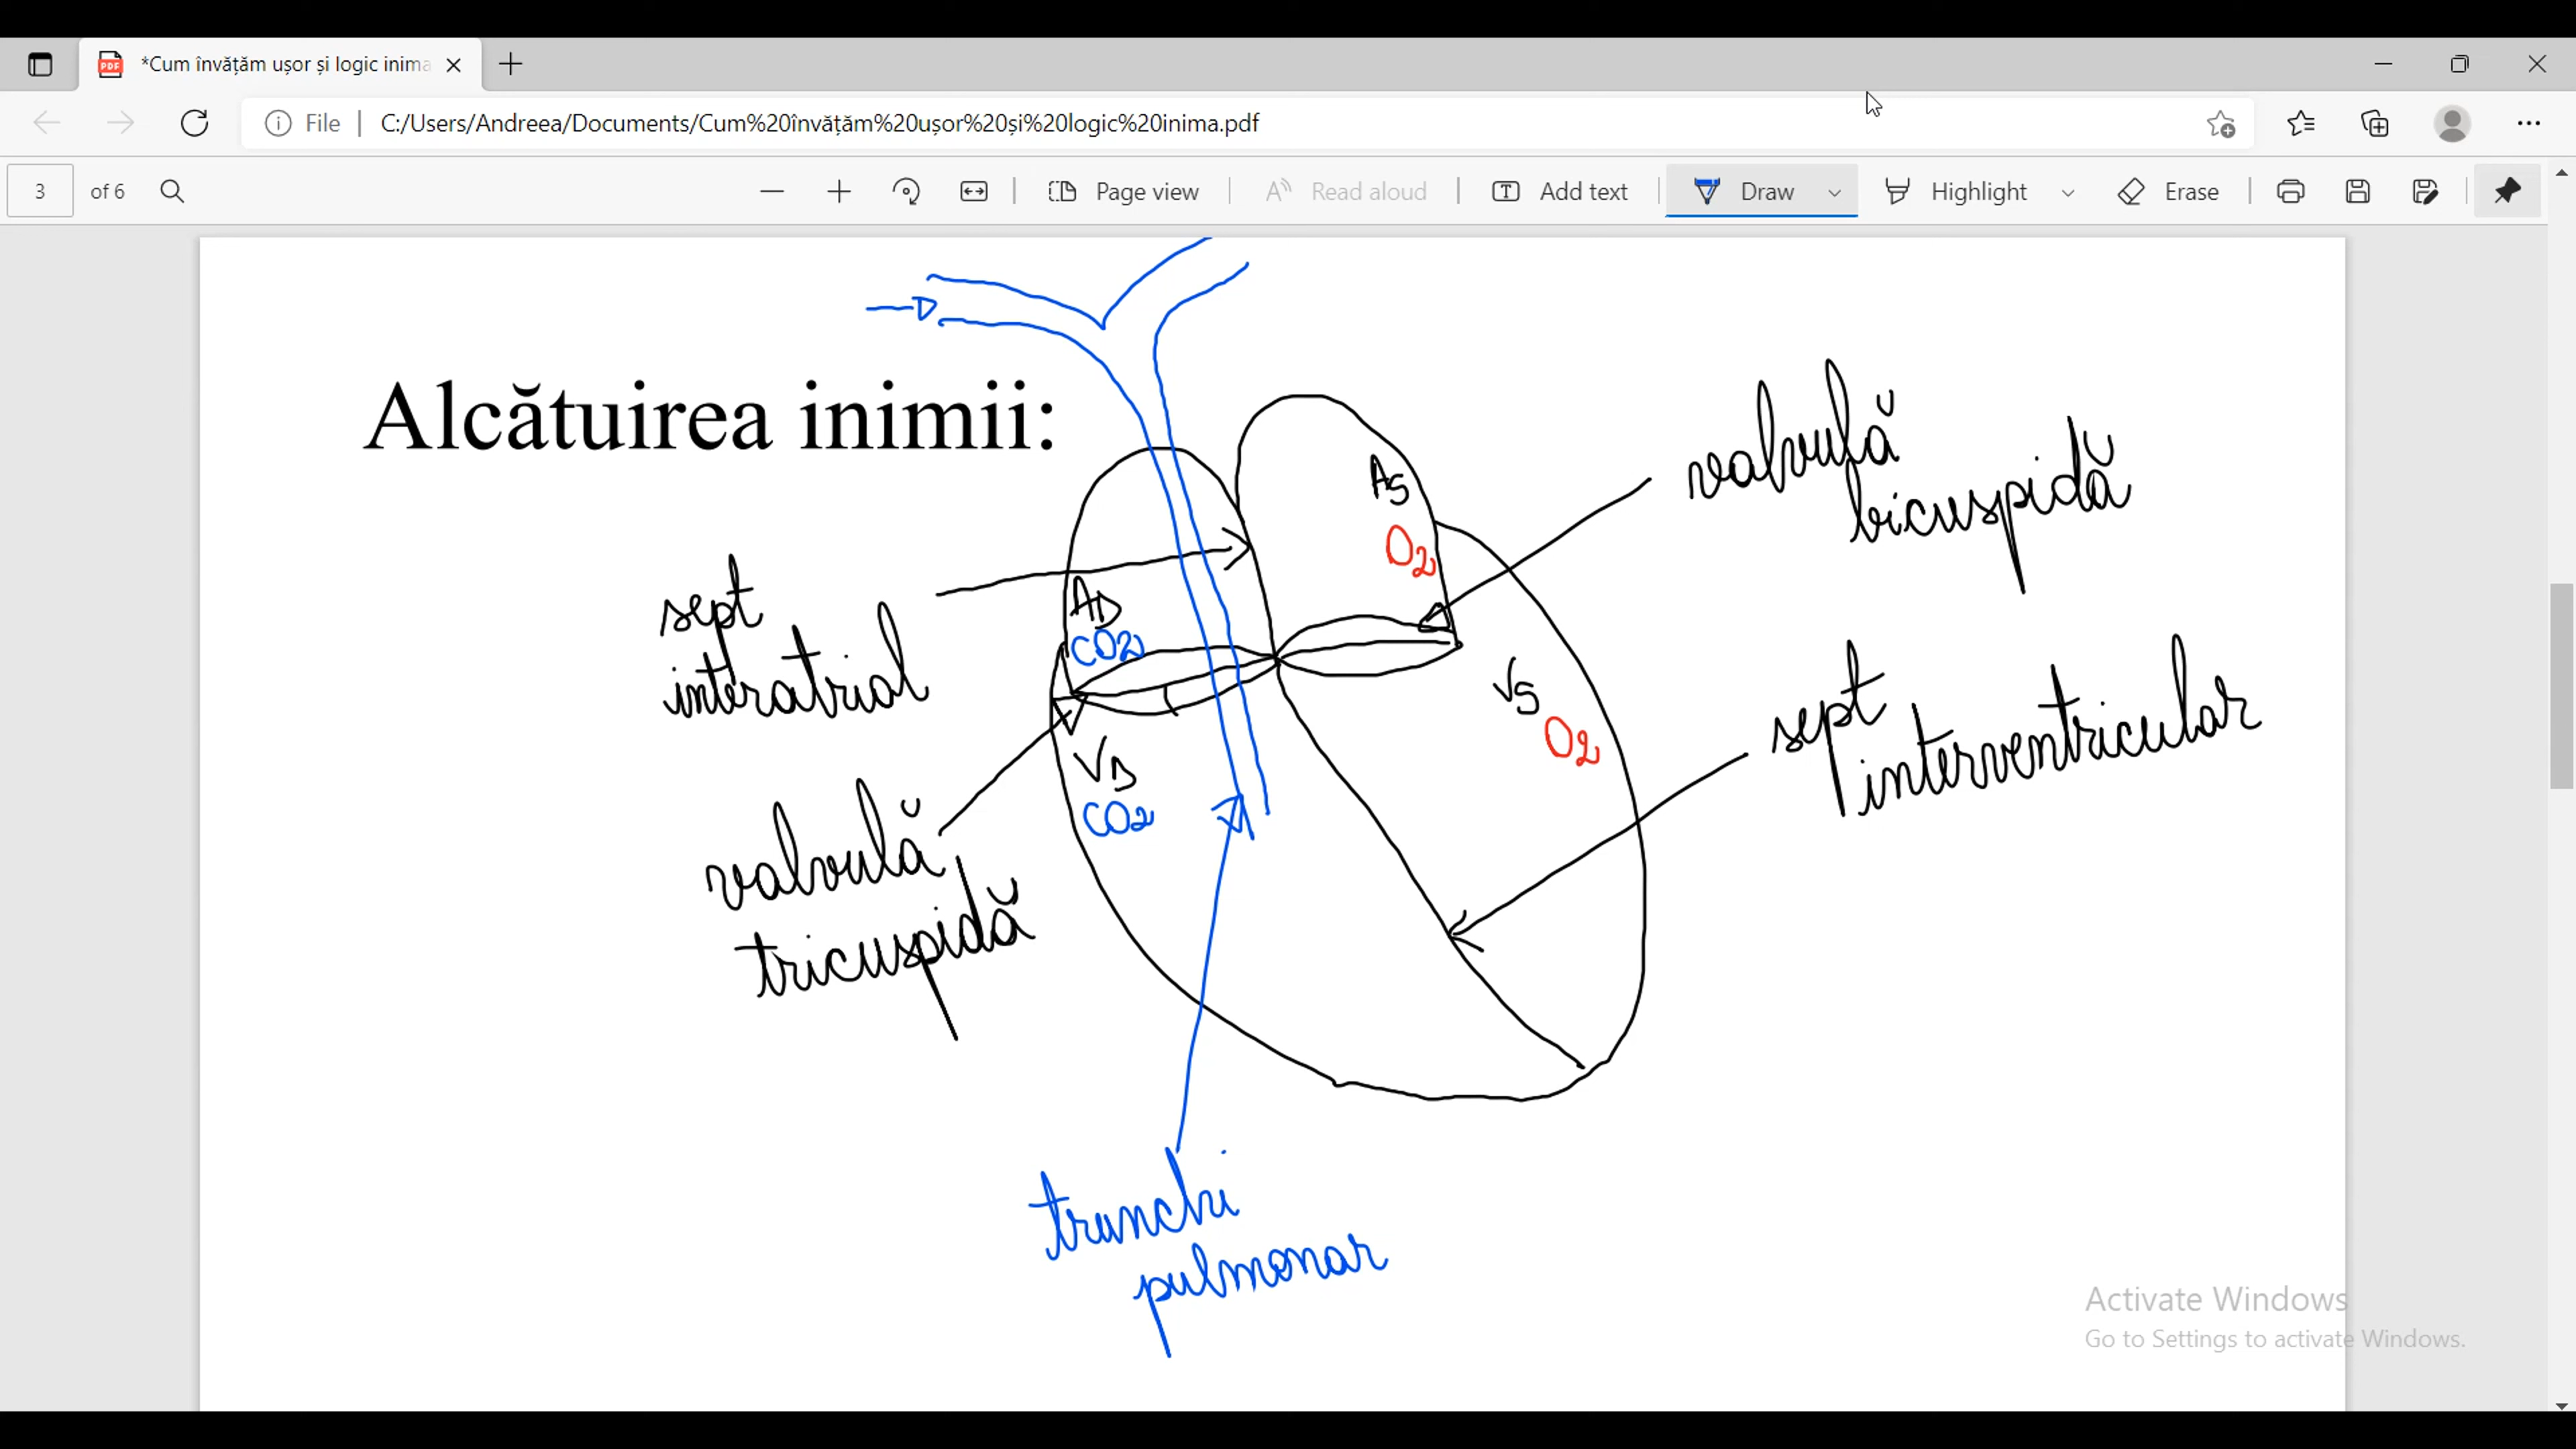 *Cum învățăm ușor și logic inima
File
C:/Users/Andreea/Documents/Cum%20învățăm%20ușor%20și%20logic%20inima.pdf
3 of 6
Page view
Read aloud
Add text
Draw
Highlight
Erase
Alcătuirea inimii:
AS
O2
valvulă
bicuspidă
sept
interatrial
AD
CO2
VS
O2
sept
interventricular
VD
CO2
valvulă
tricuspidă
trunchi
pulmonar
Activate Windows
Go to Settings to activate Windows.